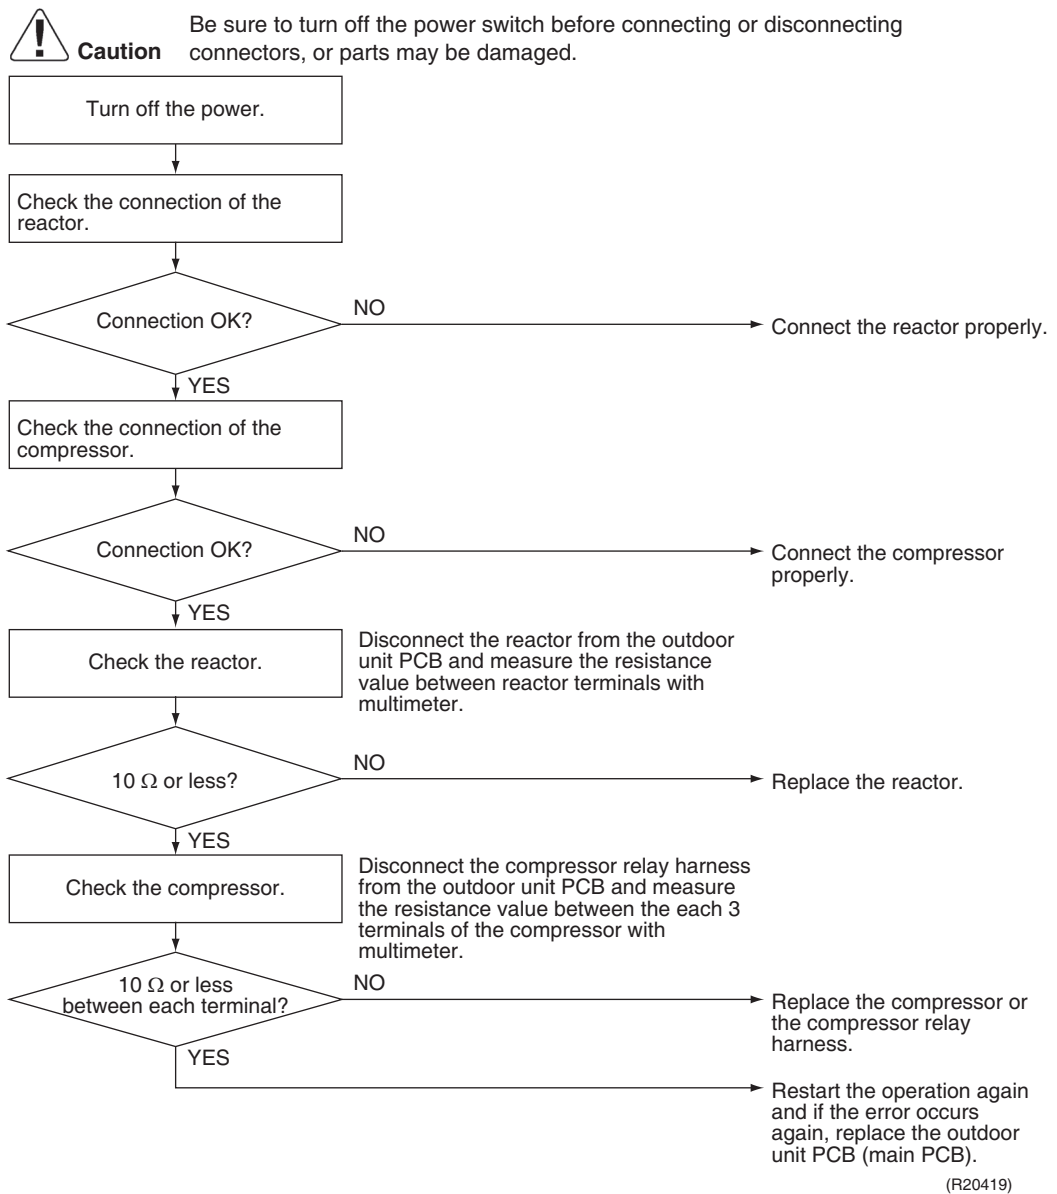 Be sure to turn off the power switch before connecting or disconnecting
Caution connectors, or parts may be damaged.
Turn off the power.
Check the connection of the
reactor.
Connection OK?
NO
Connect the reactor properly.
YES
Check the connection of the
compressor.
Connection OK?
NO
Connect the compressor
properly.
YES
Check the reactor.
Disconnect the reactor from the outdoor
unit PCB and measure the resistance
value between reactor terminals with
multimeter.
10 Ω or less?
NO
Replace the reactor.
YES
Check the compressor.
Disconnect the compressor relay harness
from the outdoor unit PCB and measure
the resistance value between the each 3
terminals of the compressor with
multimeter.
10 Ω or less
between each terminal?
NO
Replace the compressor or
the compressor relay
harness.
YES
Restart the operation again
and if the error occurs
again, replace the outdoor
unit PCB (main PCB).
(R20419)